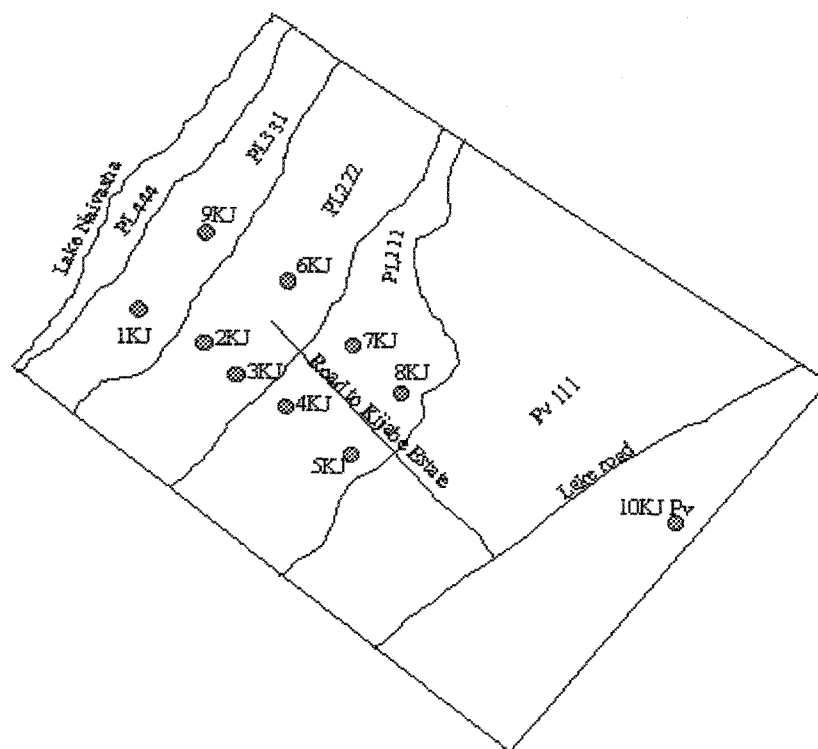 Lake Naivasha
PL444
PL331
PL222
PL111
9KJ
6KJ
1KJ
2KJ
3KJ
7KJ
8KJ
4KJ
5KJ
Road to Kijabe Estate
Pv 111
Lake road
10KJ Pv